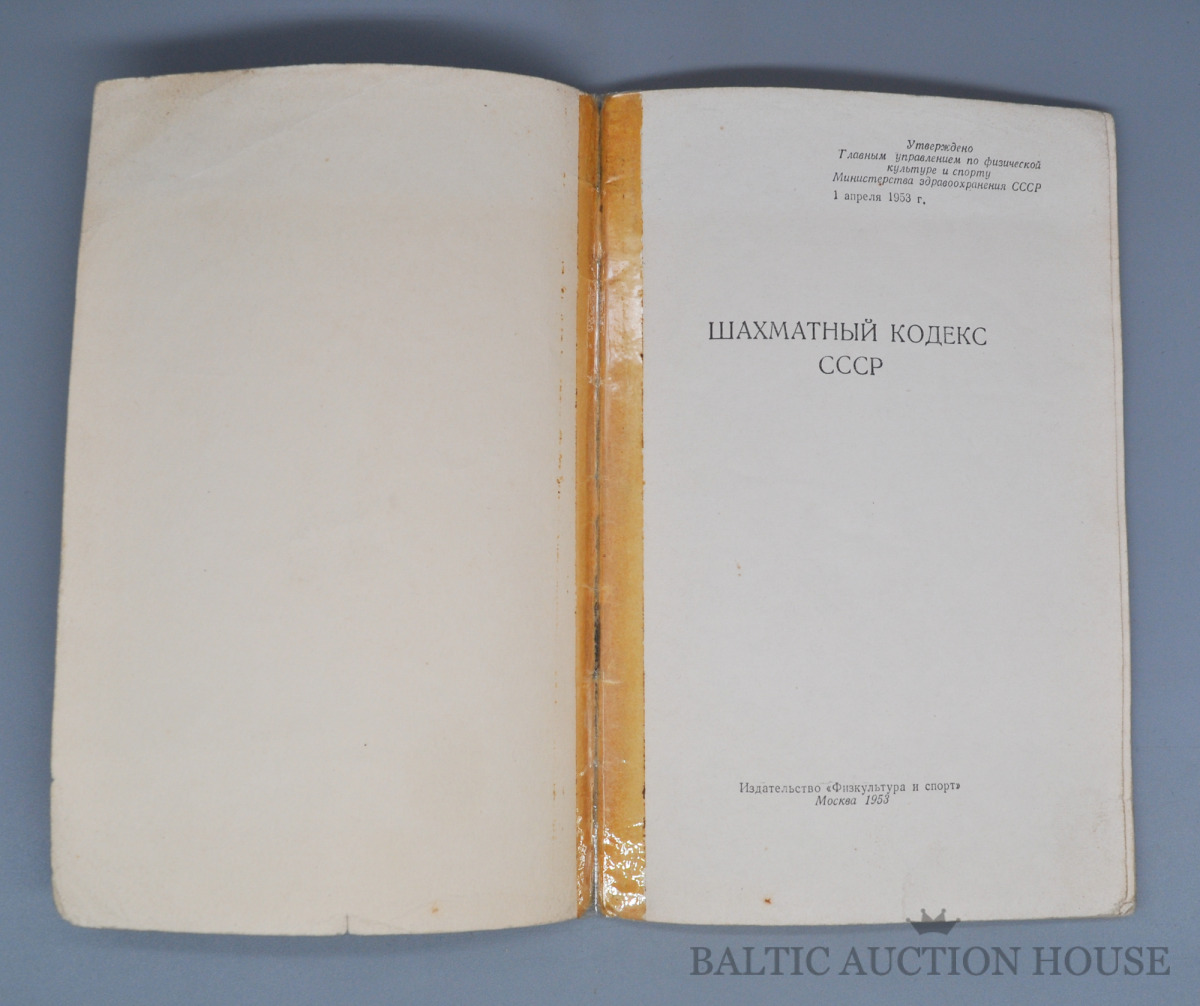 Утверждено
Главным управлением по физической
культуре и спорту
Министерства здравоохранения СССР
1 апреля 1953 г.
ШАХМАТНЫЙ КОДЕКС
СССР
Издательство «Физкультура и спорт»
Москва 1953
BALTIC AUCTION HOUSE